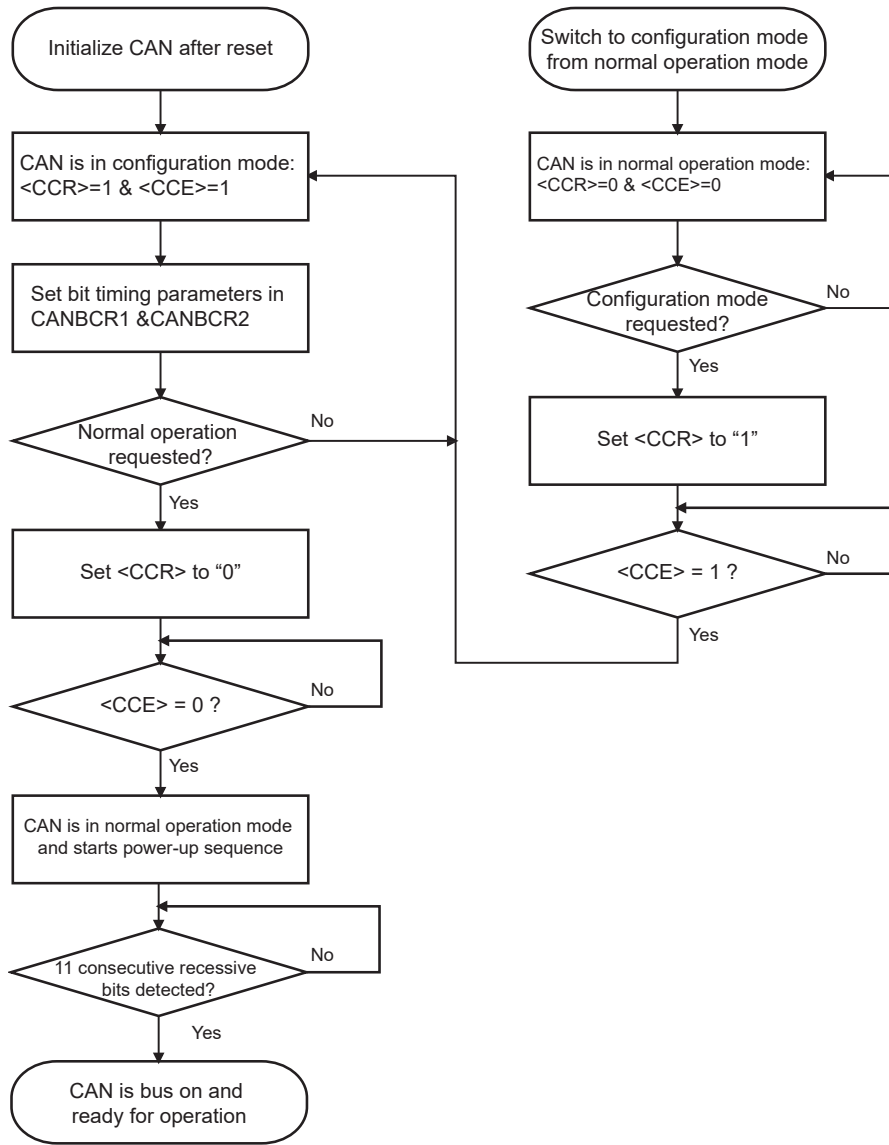 Initialize CAN after reset
CAN is in configuration mode:
<CCR>=1 & <CCE>=1
Set bit timing parameters in
CANBCR1 &CANBCR2
Normal operation
requested?
No
Yes
Set <CCR> to “0”
<CCE> = 0 ?
No
Yes
CAN is in normal operation mode
and starts power-up sequence
11 consecutive recessive
bits detected?
No
Yes
CAN is bus on and
ready for operation
Switch to configuration mode
from normal operation mode
CAN is in normal operation mode:
<CCR>=0 & <CCE>=0
Configuration mode
requested?
No
Yes
Set <CCR> to “1”
<CCE> = 1 ?
No
Yes